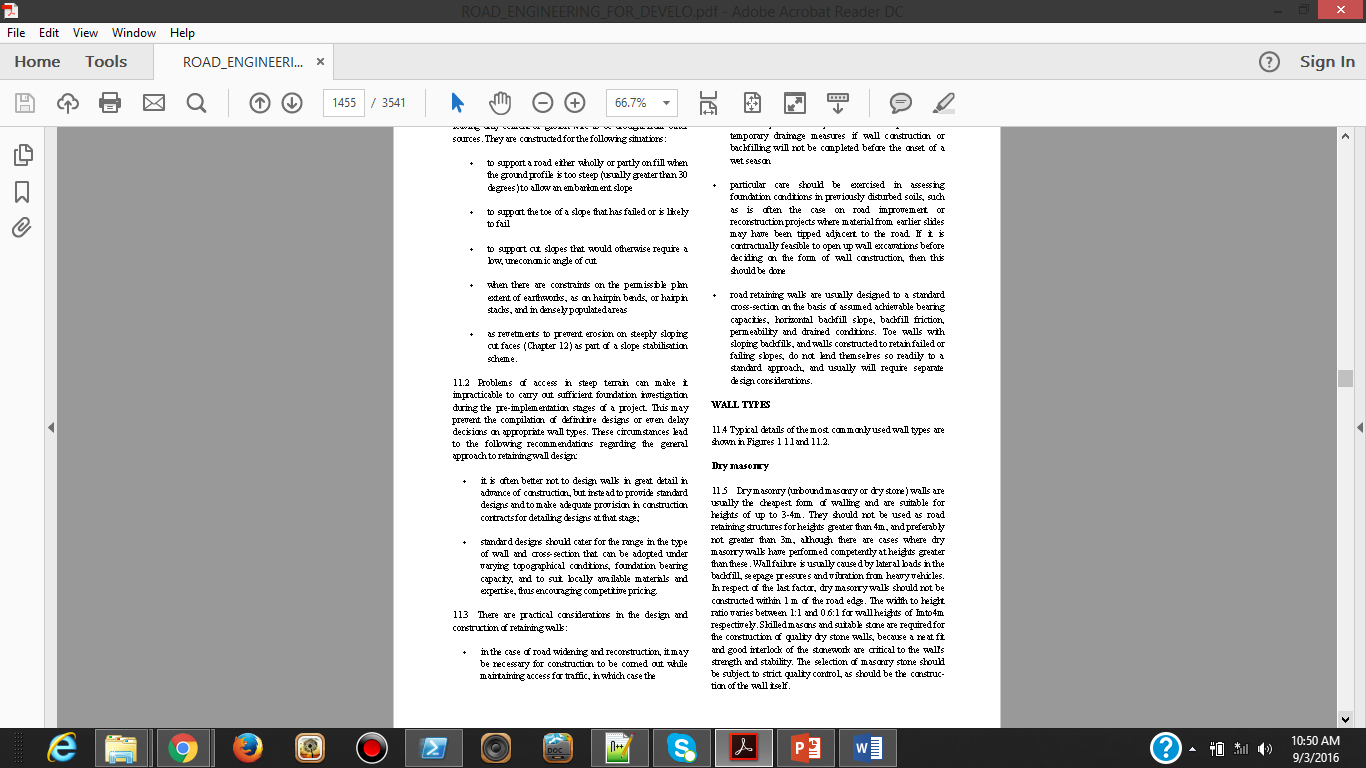 ROAD_ENGINEERING_FOR_DEVELO.pdf - Adobe Acrobat Reader DC
File Edit View Window Help
Home Tools ROAD_ENGINEERI... × Sign In
1455 / 3541 66.7%
sources. They are constructed for the following situations:
• to support a road either wholly or partly on fill when
the ground profile is too steep (usually greater than 30
degrees) to allow an embankment slope
• to support the toe of a slope that has failed or is likely
to fail
• to support cut slopes that would otherwise require a
low, uneconomic angle of cut
• when there are constraints on the permissible plan
extent of earthworks, as on hairpin bends, or hairpin
stacks, and in densely populated areas
• as revetments to prevent erosion on steeply sloping
cut faces (Chapter 12) as part of a slope stabilisation
scheme.
11.2 Problems of access in steep terrain can make it
impracticable to carry out sufficient foundation investigation
during the pre-implementation stages of a project. This may
prevent the compilation of definitive designs or even delay
decisions on appropriate wall types. These circumstances lead
to the following recommendations regarding the general
approach to retaining wall design:
• it is often better not to design walls in great detail in
advance of construction, but instead to provide standard
designs and to make adequate provision in construction
contracts for detailing designs at that stage;
• standard designs should cater for the range in the type
of wall and cross-section that can be adopted under
varying topographical conditions, foundation bearing
capacity, and to suit locally available materials and
expertise, thus encouraging competitive pricing.
11.3 There are practical considerations in the design and
construction of retaining walls:
• in the case of road widening and reconstruction, it may
be necessary for construction to be corned out while
maintaining access for traffic, in which case the
temporary drainage measures if wall construction or
backfilling will not be completed before the onset of a
wet season
• particular care should be exercised in assessing
foundation conditions in previously disturbed soils, such
as is often the case on road improvement or
reconstruction projects where material from earlier slides
may have been tipped adjacent to the road. If it is
contractually feasible to open up wall excavations before
deciding on the form of wall construction, then this
should be done
• road retaining walls are usually designed to a standard
cross-section on the basis of assumed achievable bearing
capacities, horizontal backfill slope, backfill friction,
permeability and drained conditions. Toe walls with
sloping backfills, and walls constructed to retain failed or
failing slopes, do not lend themselves so readily to a
standard approach, and usually will require separate
design considerations.
WALL TYPES
11.4 Typical details of the most commonly used wall types are
shown in Figures 1 1.1 and 11.2.
Dry masonry
11.5 Dry masonry (unbound masonry or dry stone) walls are
usually the cheapest form of walling and are suitable for
heights of up to 3-4m. They should not be used as road
retaining structures for heights greater than 4m, and preferably
not greater than 3m, although there are cases where dry
masonry walls have performed competently at heights greater
than these. Wall failure is usually caused by lateral loads in the
backfill, seepage pressures and vibration from heavy vehicles.
In respect of the last factor, dry masonry walls should not be
constructed within 1 m of the road edge. The width to height
ratio varies between 1:1 and 0.6:1 for wall heights of 1mto4m
respectively. Skilled masons and suitable stone are required for
the construction of quality dry stone walls, because a neat fit
and good interlock of the stonework are critical to the wall's
strength and stability. The selection of masonry stone should
be subject to strict quality control, as should be the construc-
tion of the wall itself.
10:50 AM
9/3/2016